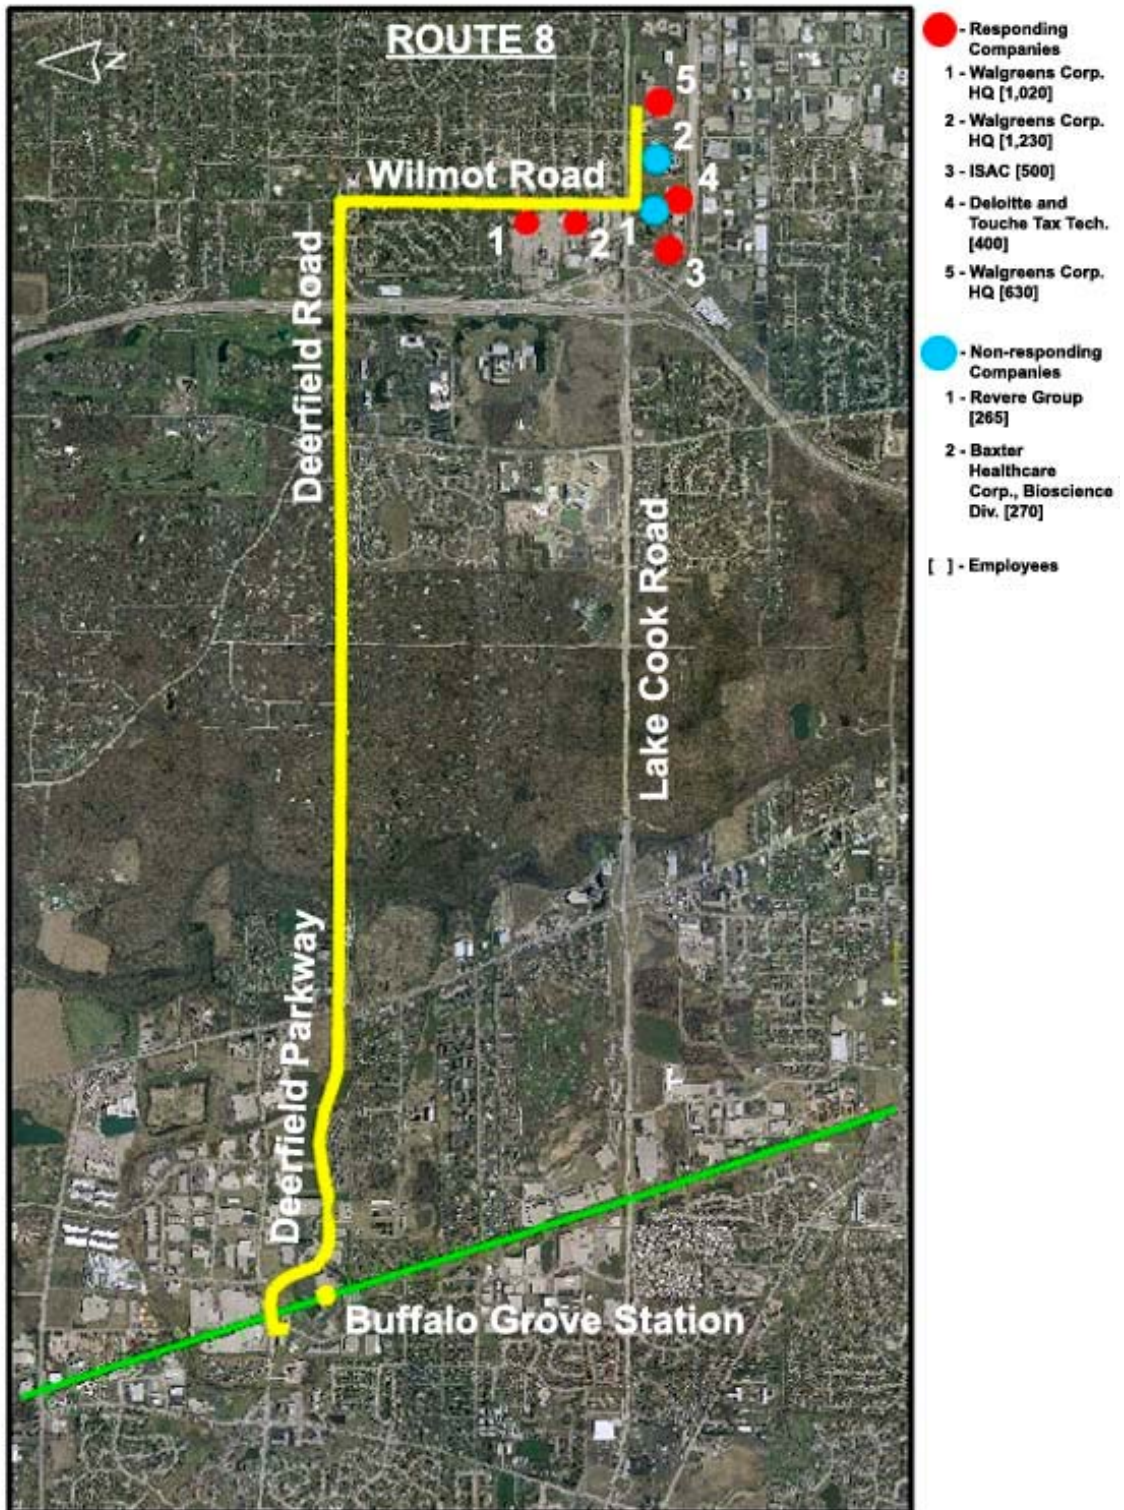 ROUTE 8
N
5
2
Wilmot Road
4
1
2
1
3
Deerfield Road
Lake Cook Road
Deerfield Parkway
Buffalo Grove Station
- Responding
Companies
1 - Walgreens Corp.
HQ [1,020]
2 - Walgreens Corp.
HQ [1,230]
3 - ISAC [500]
4 - Deloitte and
Touche Tax Tech.
[400]
5 - Walgreens Corp.
HQ [630]
- Non-responding
Companies
1 - Revere Group
[265]
2 - Baxter
Healthcare
Corp., Bioscience
Div. [270]
[ ] - Employees